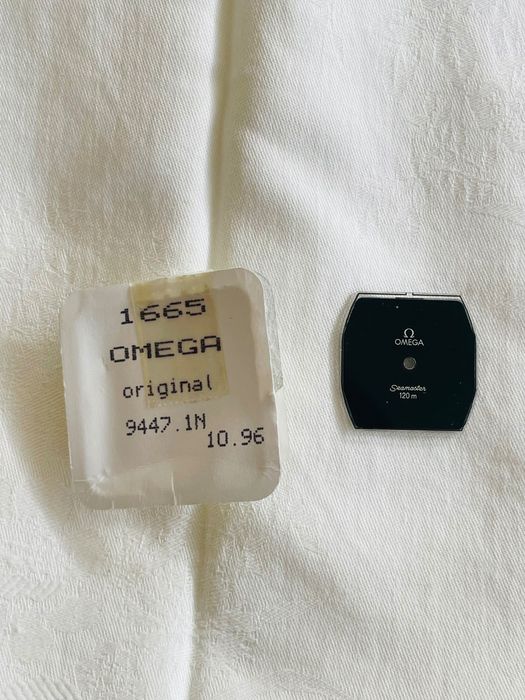 1665
OMEGA
original
9447.1N
10.96
Ω
OMEGA
Seamaster
120 m